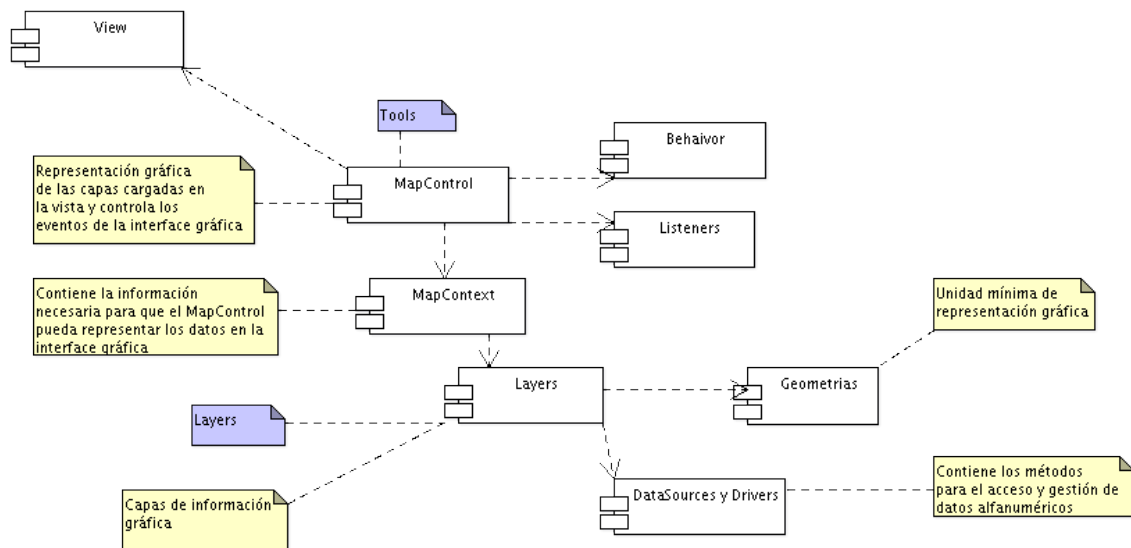 View
Tools
Behaivor
Representación gráfica
de las capas cargadas en
la vista y controla los
eventos de la interface gráfica
MapControl
Listeners
Contiene la información
necesaria para que el MapControl
pueda representar los datos en la
interface gráfica
MapContext
Unidad mínima de
representación gráfica
Layers
Geometrias
Layers
Capas de información
gráfica
DataSources y Drivers
Contiene los métodos
para el acceso y gestión de
datos alfanuméricos